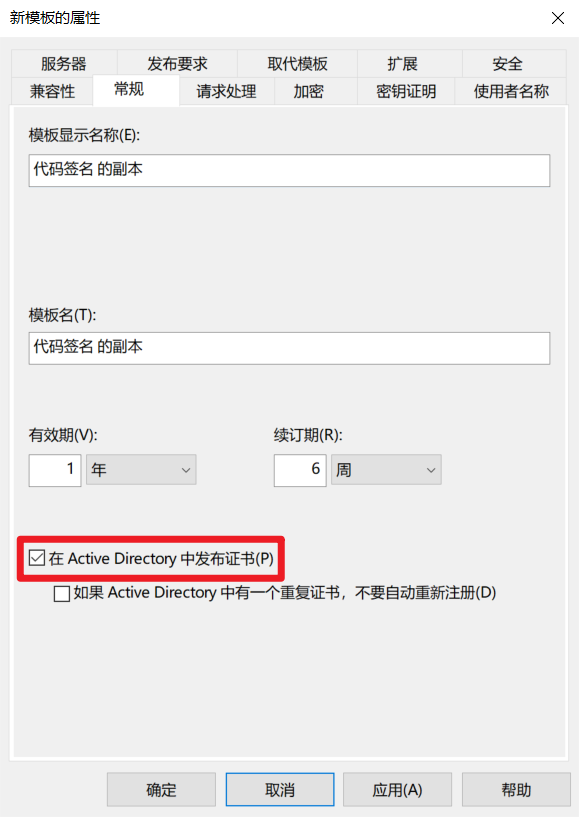 新模板的属性
服务器 发布要求 取代模板 扩展 安全
兼容性 常规 请求处理 加密 密钥证明 使用者名称
模板显示名称(E):
代码签名 的副本
模板名(T):
代码签名 的副本
有效期(V): 续订期(R):
1 年 6 周
在 Active Directory 中发布证书(P)
如果 Active Directory 中有一个重复证书，不要自动重新注册(D)
确定 取消 应用(A) 帮助